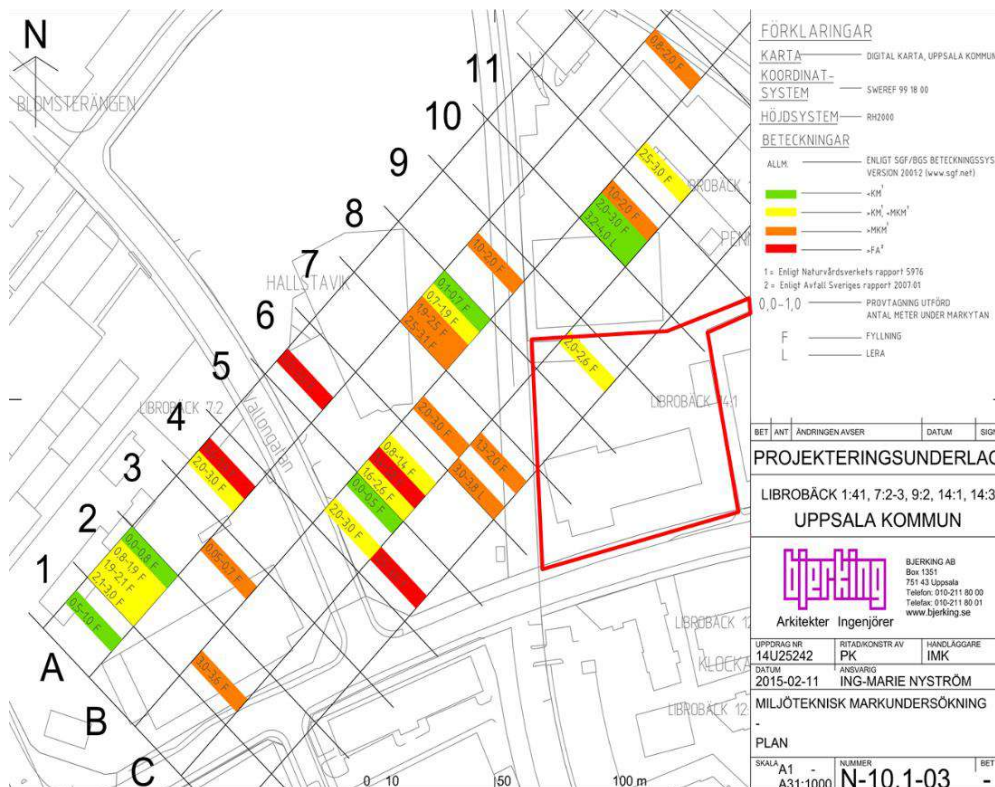 N
BLOMSTERÄNGEN
11
10
9
8
7
6
5
4
3
2
1
A
B
C
HALLSTAVIK
LIBROBÄCK 7:2
Vallongatan
LIBROBÄCK 14:1
KLOCKA
LIBROBÄCK 12
LIBROBÄCK 12
LIBROBÄCK 1
PENN
0,8-2,0 F
2,5-3,0 F
1,0-2,0 F
2,0-3,0 F
3,2-4,0 L
1,0-2,0 F
0,1-0,7 F
0,7-1,9 F
1,9-2,5 F
2,5-3,1 F
2,0-2,6 F
2,0-3,0 F
1,3-2,0 F
3,0-3,8 L
0,8-1,4 F
1,6-2,6 F
0,0-0,5 F
2,0-3,0 F
2,0-3,0 F
0,05-0,7 F
0,0-0,8 F
0,8-1,9 F
1,9-2,1 F
2,1-3,0 F
0,5-1,0 F
3,0-3,6 F
0 10 50 100 m
FÖRKLARINGAR
KARTA DIGITAL KARTA, UPPSALA KOMMUN
KOORDINAT-
SYSTEM SWEREF 99 18 00
HÖJDSYSTEM RH2000
BETECKNINGAR
ALLM. ENLIGT SGF/BGS BETECKNINGSSYS
VERSION 2001:2 (www.sgf.net)
<KM¹
>KM, <MKM¹
>MKM¹
>FA²
1 = Enligt Naturvårdsverkets rapport 5976
2 = Enligt Avfall Sveriges rapport 2007:01
0,0-1,0 PROVTAGNING UTFÖRD
ANTAL METER UNDER MARKYTAN
F FYLLNING
L LERA
BET ANT ÄNDRINGEN AVSER DATUM SIGN
PROJEKTERINGSUNDERLAG
LIBROBÄCK 1:41, 7:2-3, 9:2, 14:1, 14:3
UPPSALA KOMMUN
bjerking
Arkitekter Ingenjörer
BJERKING AB
Box 1351
751 43 Uppsala
Telefon: 010-211 80 00
Telefax: 010-211 80 01
www.bjerking.se
UPPDRAG NR RITAD/KONSTR AV HANDLÄGGARE
14U25242 PK IMK
DATUM ANSVARIG
2015-02-11 ING-MARIE NYSTRÖM
MILJÖTEKNISK MARKUNDERSÖKNING
-
PLAN
SKALA NUMMER BET
A1 -
A3 1:1000 N-10.1-03 -